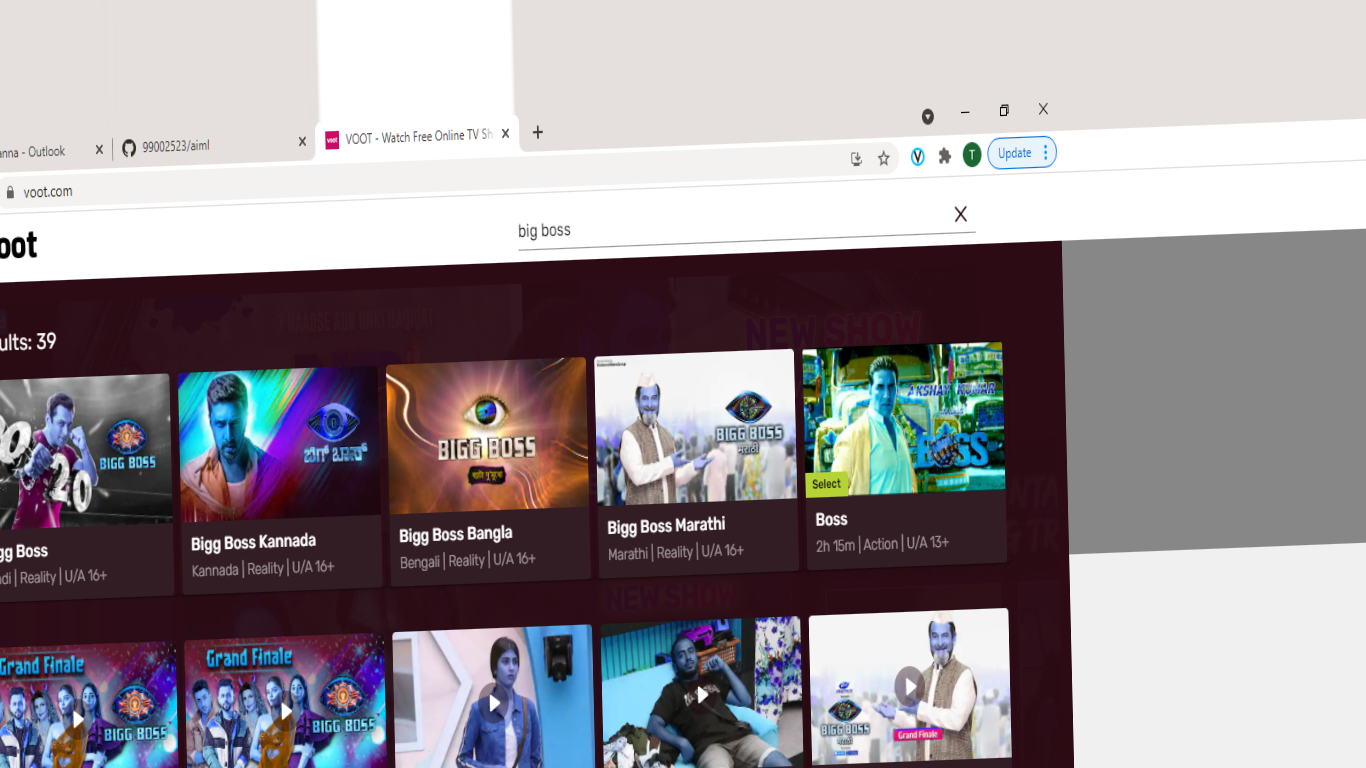 anna - Outlook
99002523/aiml
VOOT - Watch Free Online TV Sh
voot.com
T
Update
oot
big boss
ults: 39
NEW SHOW
BIGG BOSS
ಬಿಗ್ ಬಾಸ್
BIGG BOSS
BIGG BOSS
मराठी
AKSHAY KUMAR
BOSS
Select
gg Boss
ndi | Reality | U/A 16+
Bigg Boss Kannada
Kannada | Reality | U/A 16+
Bigg Boss Bangla
Bengali | Reality | U/A 16+
Bigg Boss Marathi
Marathi | Reality | U/A 16+
Boss
2h 15m | Action | U/A 13+
NEW SHOW
Grand Finale
BIGG BOSS
Grand Finale
BIGG BOSS
BIGG BOSS
मराठी
Grand Finale